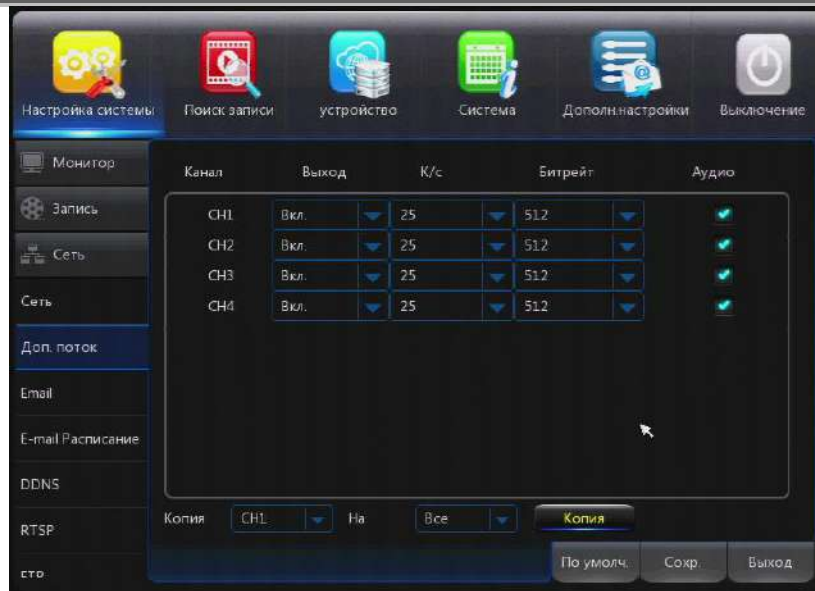 Настройка системы Поиск записи устройство Система Дополн.настройки Выключение
Монитор
Запись
Сеть
Сеть
Доп. поток
Email
E-mail Расписание
DDNS
RTSP
Канал Выход К/с Битрейт Аудио
CH1 Вкл. 25 512
CH2 Вкл. 25 512
CH3 Вкл. 25 512
CH4 Вкл. 25 512
Копия CH1 На Все Копия
По умолч. Сохр. Выход